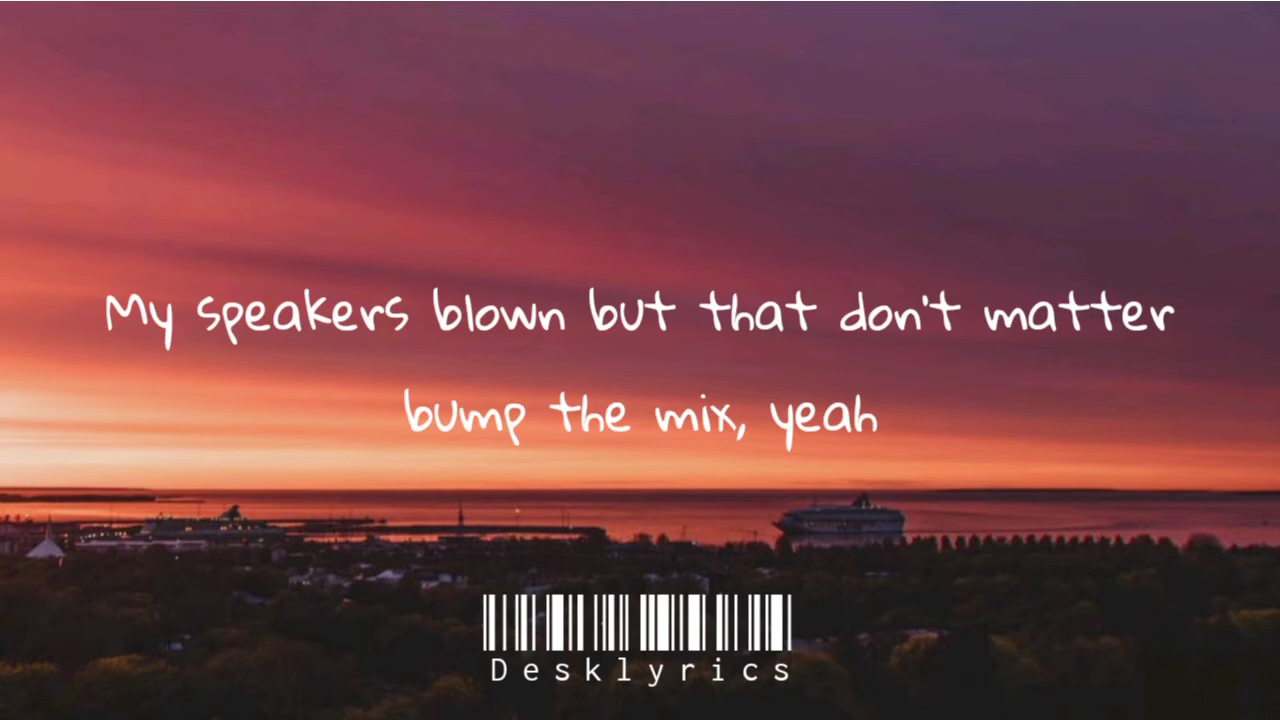 My speakers blown but that don't matter
bump the mix, yeah
Desklyrics